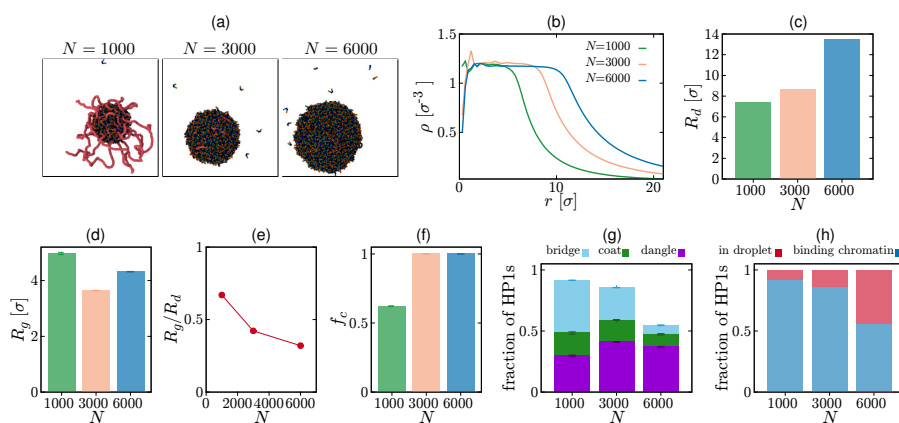 (a)
N = 1000
N = 3000
N = 6000
(b)
ρ [σ⁻³]
1.5
1
0.5
0
10
20
r [σ]
N=1000
N=3000
N=6000
(c)
R_d [σ]
14
12
10
8
6
4
2
0
1000 3000 6000
N
(d)
R_g [σ]
4
2
0
1000 3000 6000
N
(e)
R_g/R_d
1
0.5
0
0 2000 4000 6000
N
(f)
f_c
1
0.5
0
1000 3000 6000
N
(g)
bridge coat dangle
fraction of HP1s
1
0.5
0
1000 3000 6000
N
(h)
in droplet binding chromatin
fraction of HP1s
1
0.5
0
1000 3000 6000
N